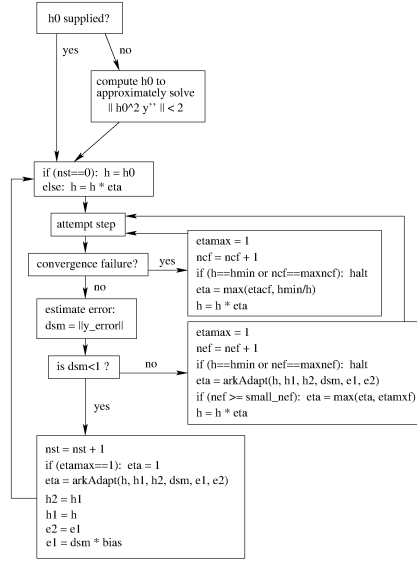 h0 supplied?
yes
no
compute h0 to
approximately solve
|| h0^2 y'' || < 2
if (nst==0): h = h0
else: h = h * eta
attempt step
convergence failure?
yes
etamax = 1
ncf = ncf + 1
if (h==hmin or ncf==maxncf): halt
eta = max(etacf, hmin/h)
h = h * eta
no
estimate error:
dsm = ||y_error||
is dsm<1 ?
no
etamax = 1
nef = nef + 1
if (h==hmin or nef==maxnef): halt
eta = arkAdapt(h, h1, h2, dsm, e1, e2)
if (nef >= small_nef): eta = max(eta, etamxf)
h = h * eta
yes
nst = nst + 1
if (etamax==1): eta = 1
eta = arkAdapt(h, h1, h2, dsm, e1, e2)
h2 = h1
h1 = h
e2 = e1
e1 = dsm * bias